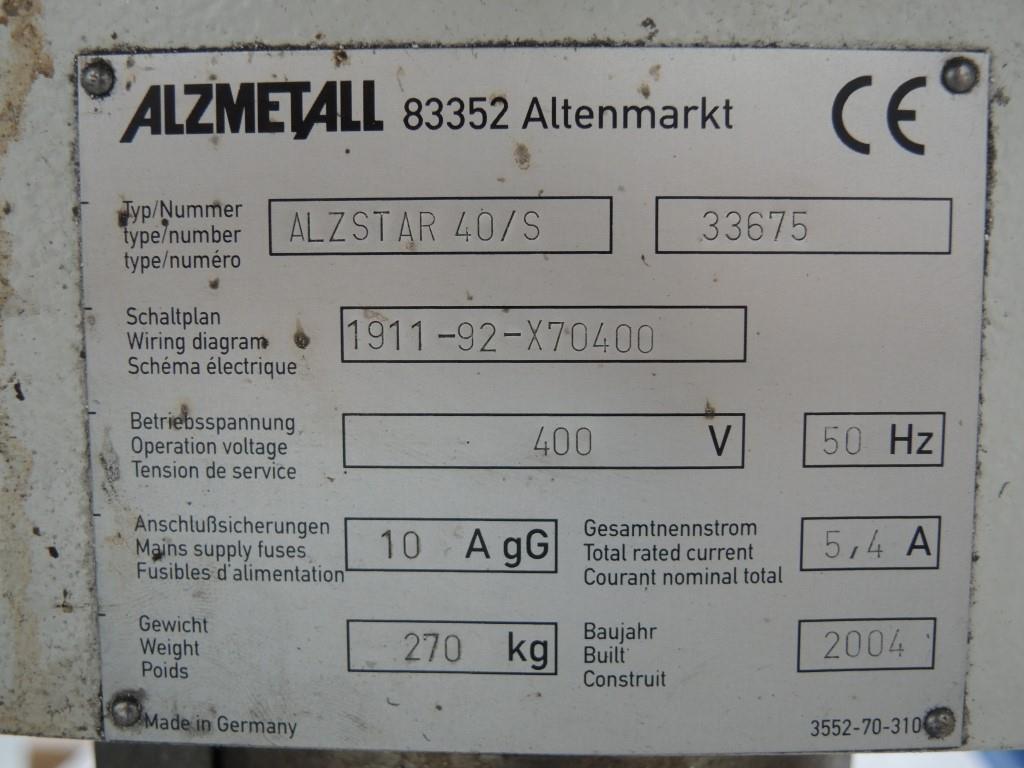 ALZMETALL 83352 Altenmarkt CE
Typ/Nummer
type/number ALZSTAR 40/S 33675
type/numéro
Schaltplan
Wiring diagram 1911-92-X70400
Schéma électrique
Betriebsspannung
Operation voltage 400 V 50 Hz
Tension de service
Anschlußsicherungen Gesamtnennstrom
Mains supply fuses 10 A gG Total rated current 5,4 A
Fusibles d'alimentation Courant nominal total
Gewicht Baujahr
Weight 270 kg Built 2004
Poids Construit
Made in Germany 3552-70-310